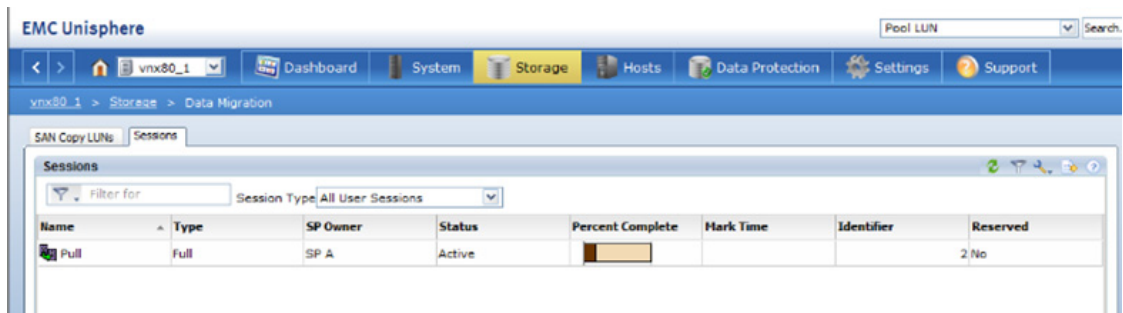 EMC Unisphere
Pool LUN Search.
vnx80_1 Dashboard System Storage Hosts Data Protection Settings Support
vnx80_1 > Storage > Data Migration
SAN Copy LUNs Sessions
Sessions
Filter for Session Type All User Sessions
Name Type SP Owner Status Percent Complete Mark Time Identifier Reserved
Pull Full SP A Active 2 No